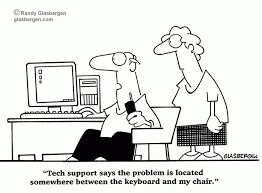 © Randy Glasbergen
glasbergen.com
GLASBERGEN
"Tech support says the problem is located
somewhere between the keyboard and my chair."